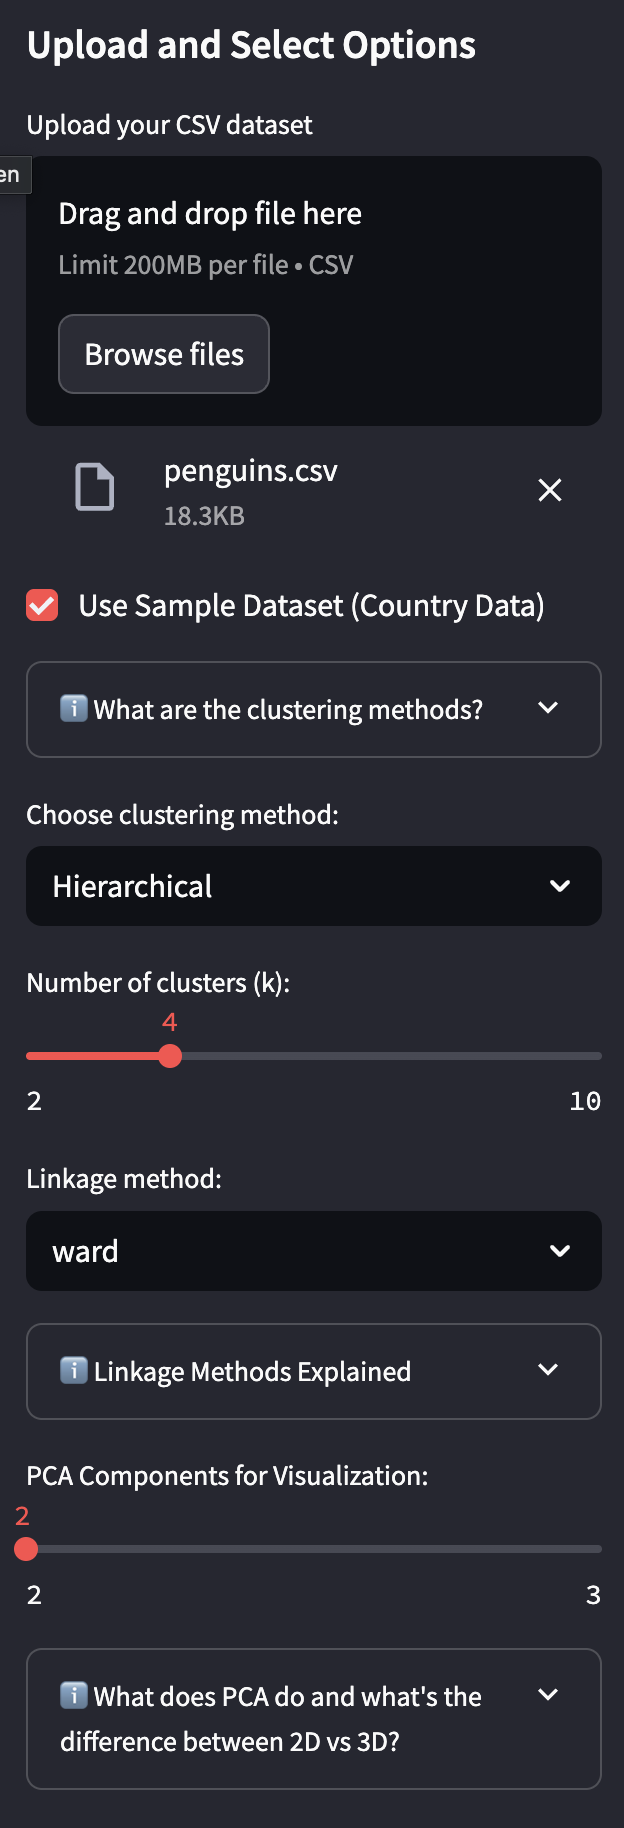 Upload and Select Options
Upload your CSV dataset
en
Drag and drop file here
Limit 200MB per file • CSV
Browse files
penguins.csv
18.3KB
Use Sample Dataset (Country Data)
ℹ️ What are the clustering methods?
Choose clustering method:
Hierarchical
Number of clusters (k):
4
2 10
Linkage method:
ward
ℹ️ Linkage Methods Explained
PCA Components for Visualization:
2
2 3
ℹ️ What does PCA do and what's the
difference between 2D vs 3D?